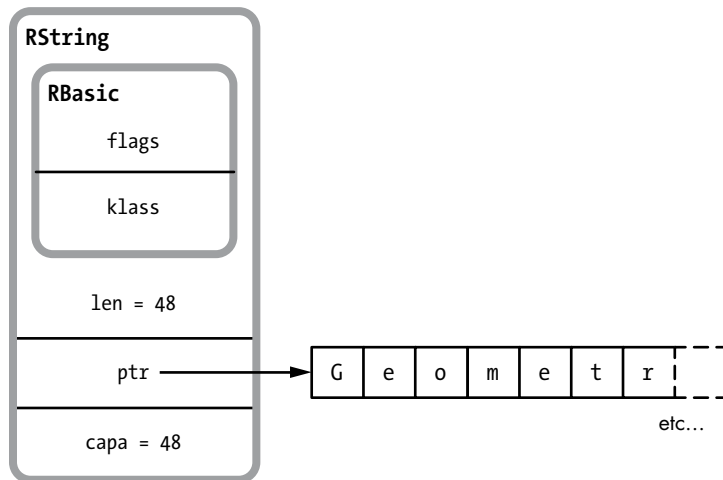 RString
RBasic
flags
klass
len = 48
ptr
G e o m e t r
etc...
capa = 48